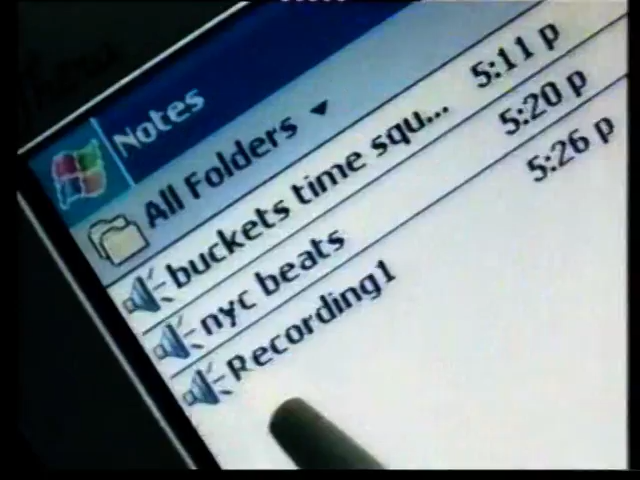 Notes
All Folders
buckets time squ... 5:11 p
nyc beats 5:20 p
Recording1 5:26 p